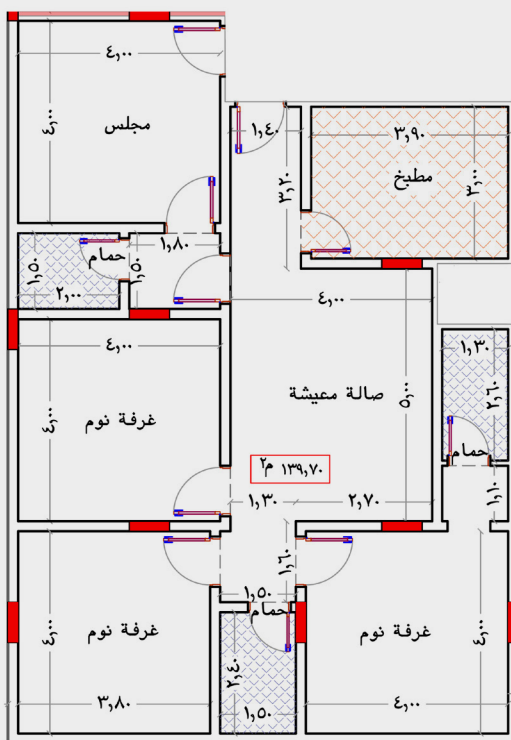 ٤,٠٠
٤,٠٠
مجلس
١,٤٠
٣,٢٠
٣,٩٠
مطبخ
٣,٠٠
١,٨٠
حمام
١,٥٠
١,٥٠
٢,٠٠
٤,٠٠
٤,٠٠
غرفة نوم
٤,٠٠
صالة معيشة
٥,٠٠
١٣٩,٧٠ م٢
١,٣٠
٢,٧٠
١,٣٠
٢,٦٠
حمام
١,١٠
١,٦٠
١,٥٠
حمام
٢,٤٠
١,٥٠
غرفة نوم
٤,٠٠
٣,٨٠
غرفة نوم
٤,٠٠
٤,٠٠